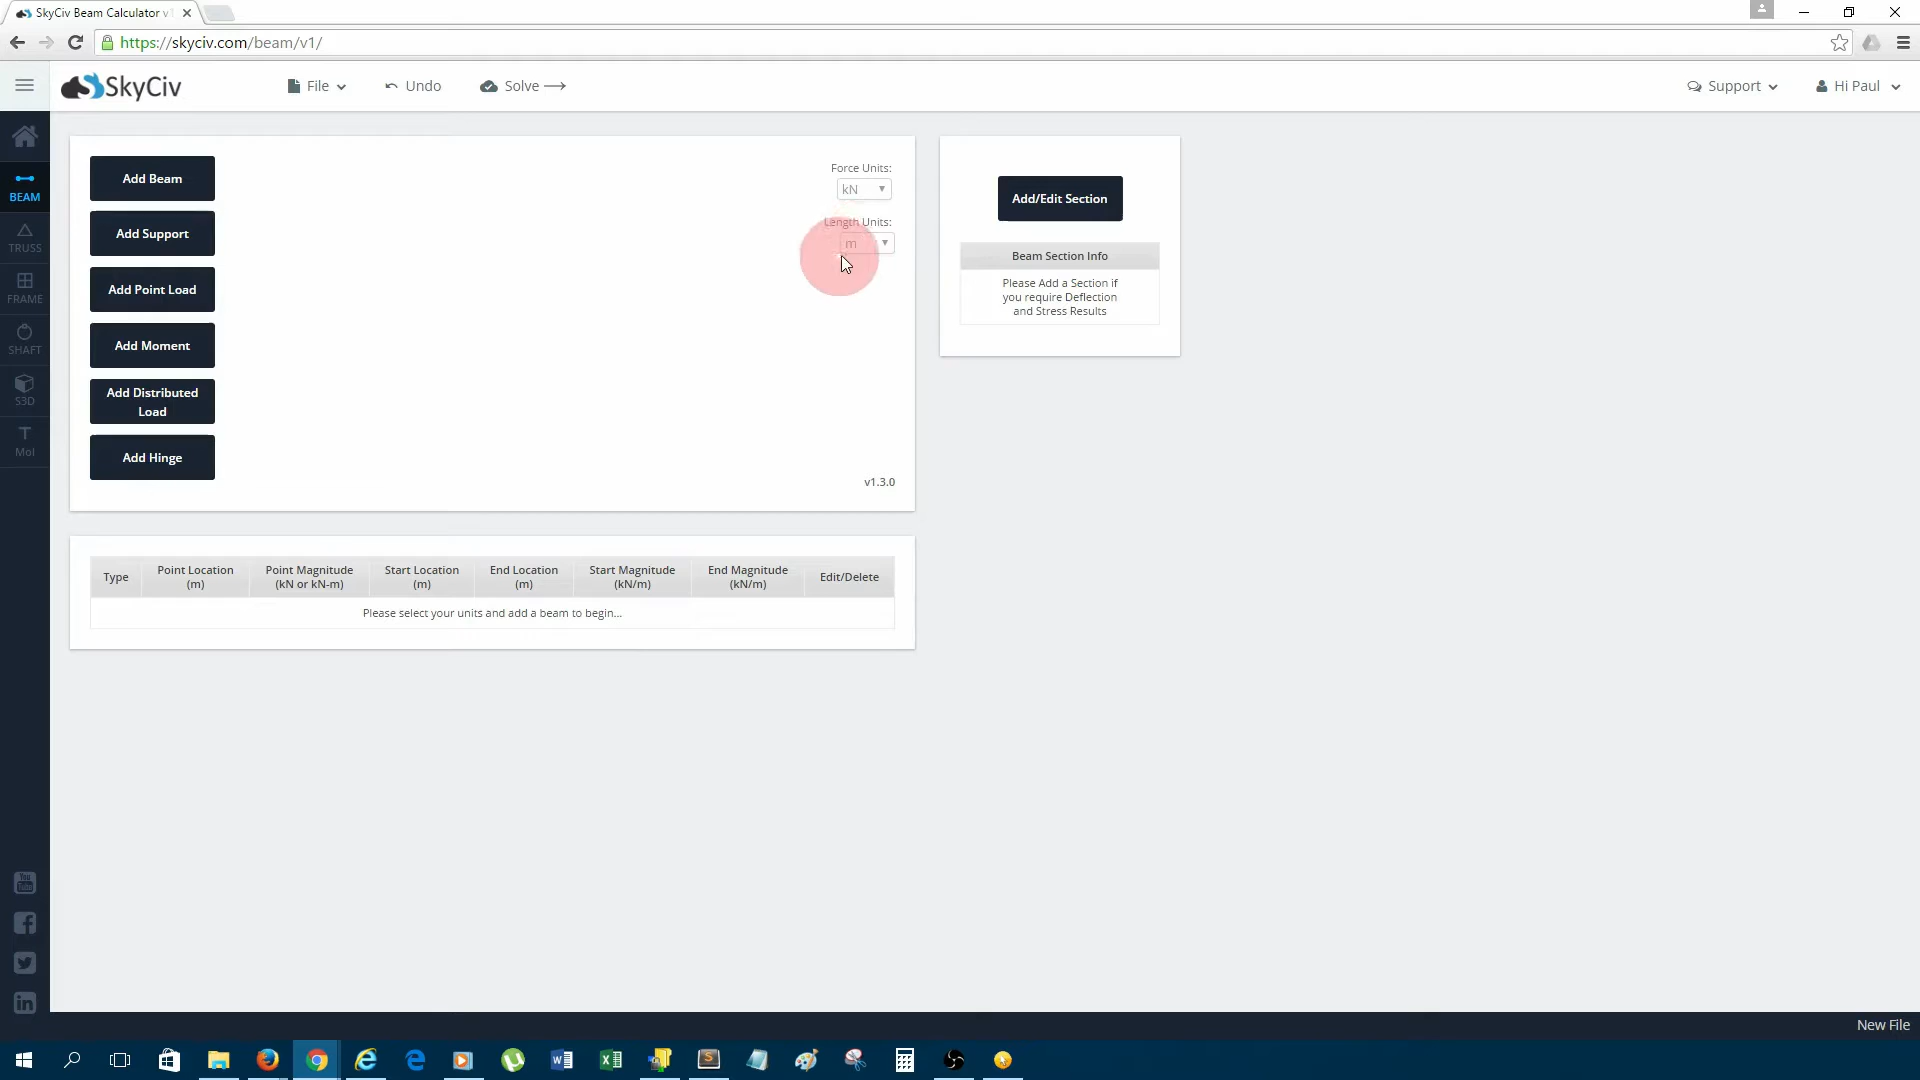 SkyCiv Beam Calculator v
https://skyciv.com/beam/v1/
SkyCiv
File
Undo
Solve
Support
Hi Paul
BEAM
TRUSS
FRAME
SHAFT
S3D
MoI
Add Beam
Add Support
Add Point Load
Add Moment
Add Distributed
Load
Add Hinge
Force Units:
kN
Length Units:
m
v1.3.0
Add/Edit Section
Beam Section Info
Please Add a Section if
you require Deflection
and Stress Results
Type
Point Location
(m)
Point Magnitude
(kN or kN-m)
Start Location
(m)
End Location
(m)
Start Magnitude
(kN/m)
End Magnitude
(kN/m)
Edit/Delete
Please select your units and add a beam to begin...
You
Tube
New File